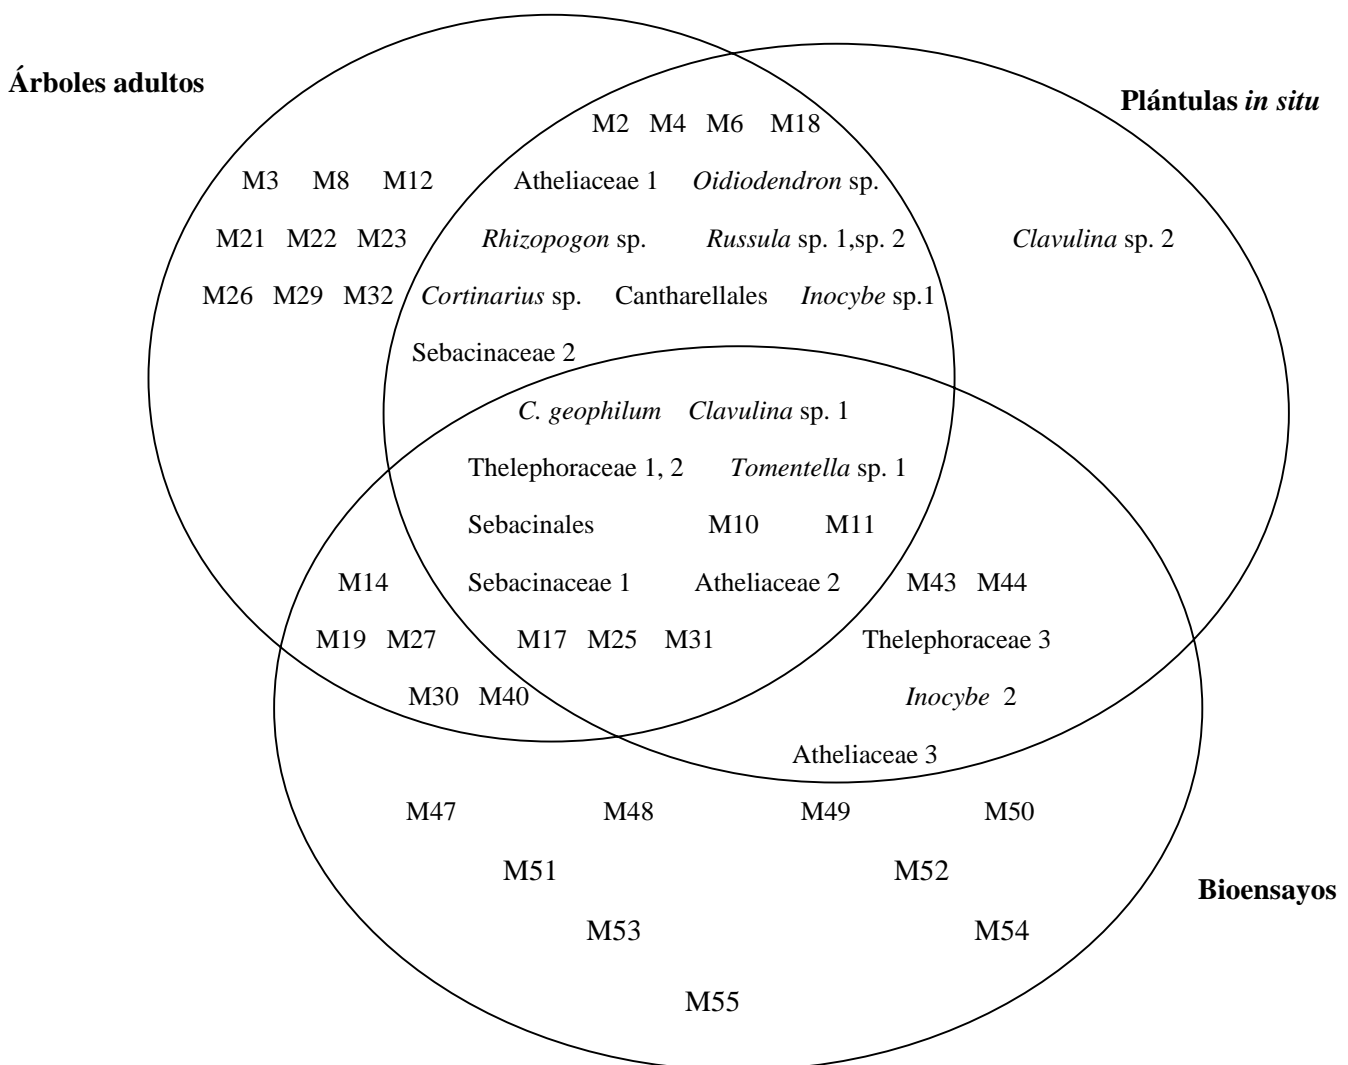 Árboles adultos
Plántulas in situ
M2 M4 M6 M18
M3 M8 M12 Atheliaceae 1 Oidiodendron sp.
M21 M22 M23 Rhizopogon sp. Russula sp. 1,sp. 2 Clavulina sp. 2
M26 M29 M32 Cortinarius sp. Cantharellales Inocybe sp.1
Sebacinaceae 2
C. geophilum Clavulina sp. 1
Thelephoraceae 1, 2 Tomentella sp. 1
Sebacinales M10 M11
M14 Sebacinaceae 1 Atheliaceae 2 M43 M44
M19 M27 M17 M25 M31 Thelephoraceae 3
M30 M40 Inocybe 2
Atheliaceae 3
M47 M48 M49 M50
M51 M52
Bioensayos
M53 M54
M55